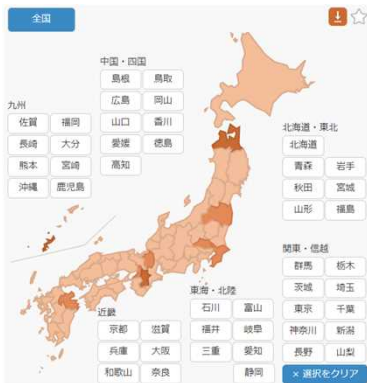 全国
中国・四国
島根 鳥取
広島 岡山
山口 香川
愛媛 徳島
高知
九州
佐賀 福岡
長崎 大分
熊本 宮崎
沖縄 鹿児島
北海道・東北
北海道
青森 岩手
秋田 宮城
山形 福島
関東・信越
群馬 栃木
茨城 埼玉
東京 千葉
神奈川 新潟
長野 山梨
東海・北陸
石川 富山
福井 岐阜
三重 愛知
静岡
近畿
京都 滋賀
兵庫 大阪
和歌山 奈良
× 選択をクリア